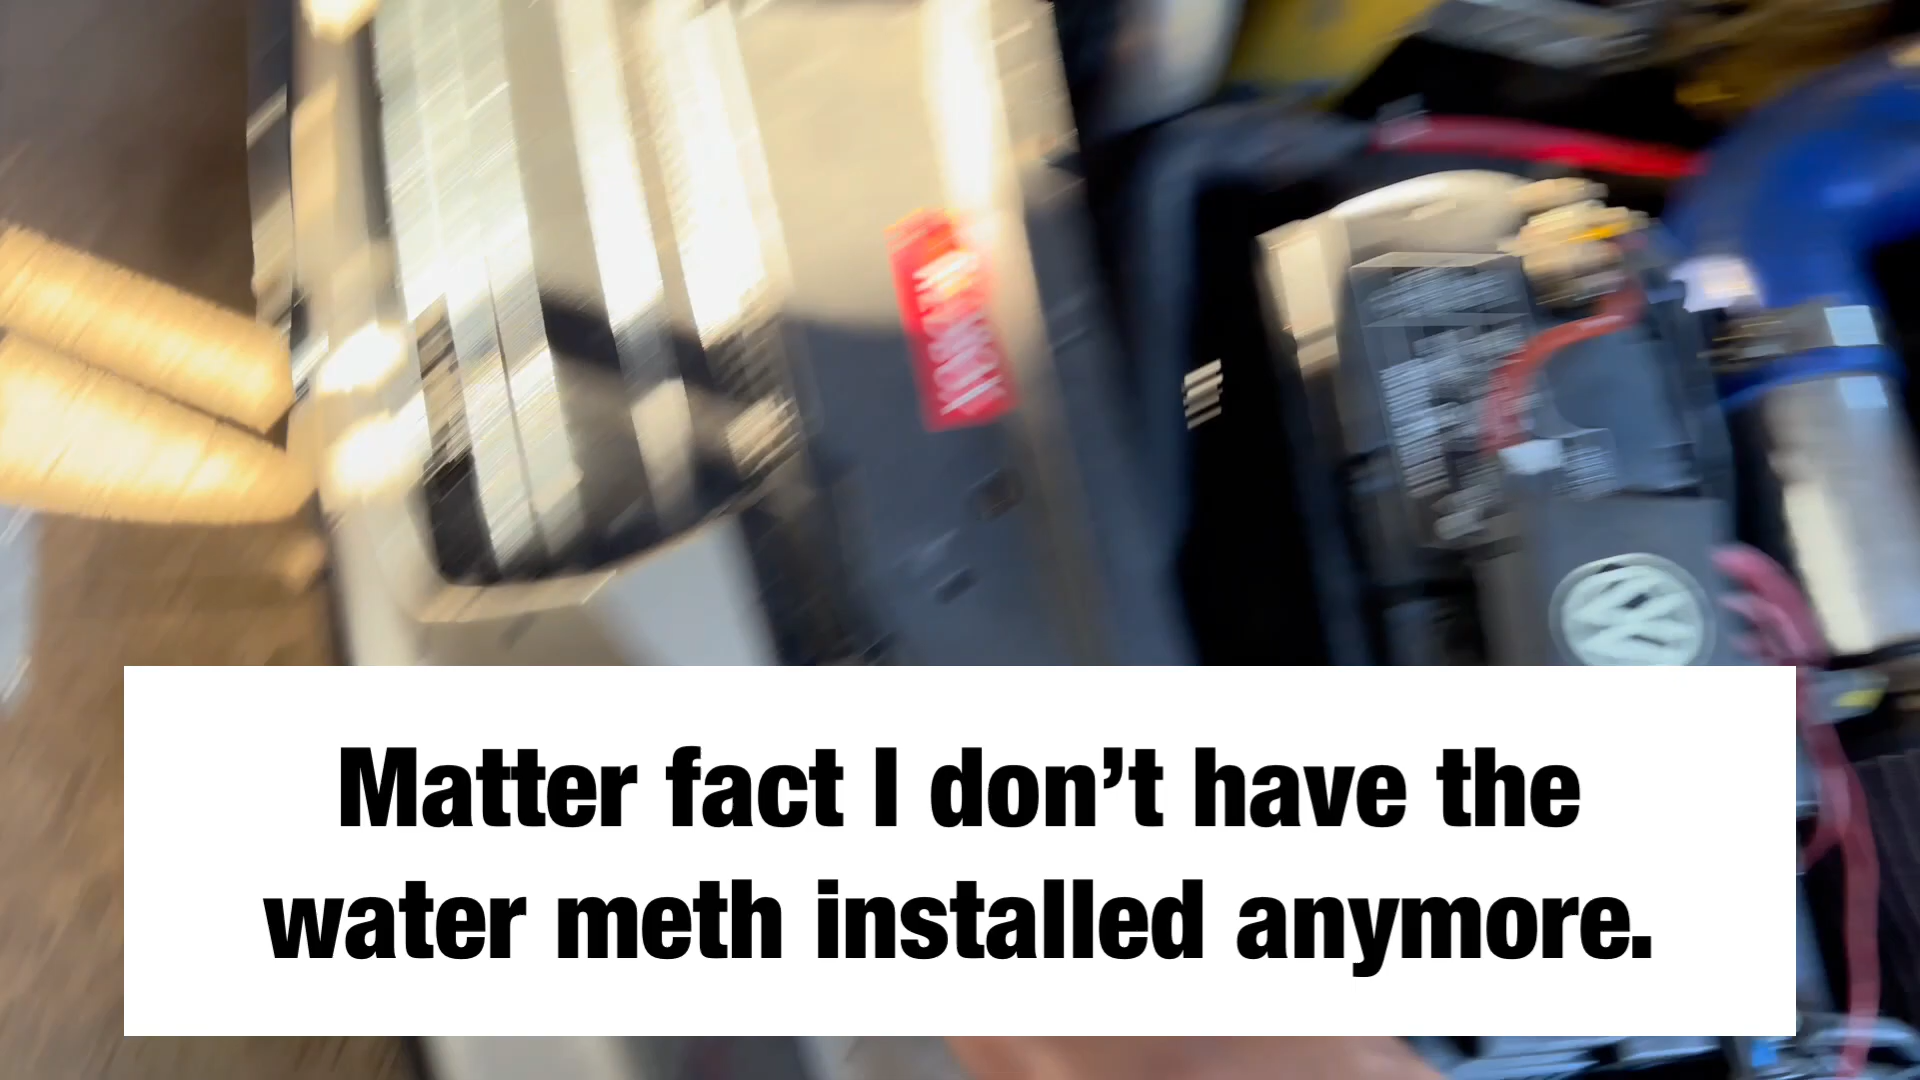 Matter fact I don’t have the
water meth installed anymore.